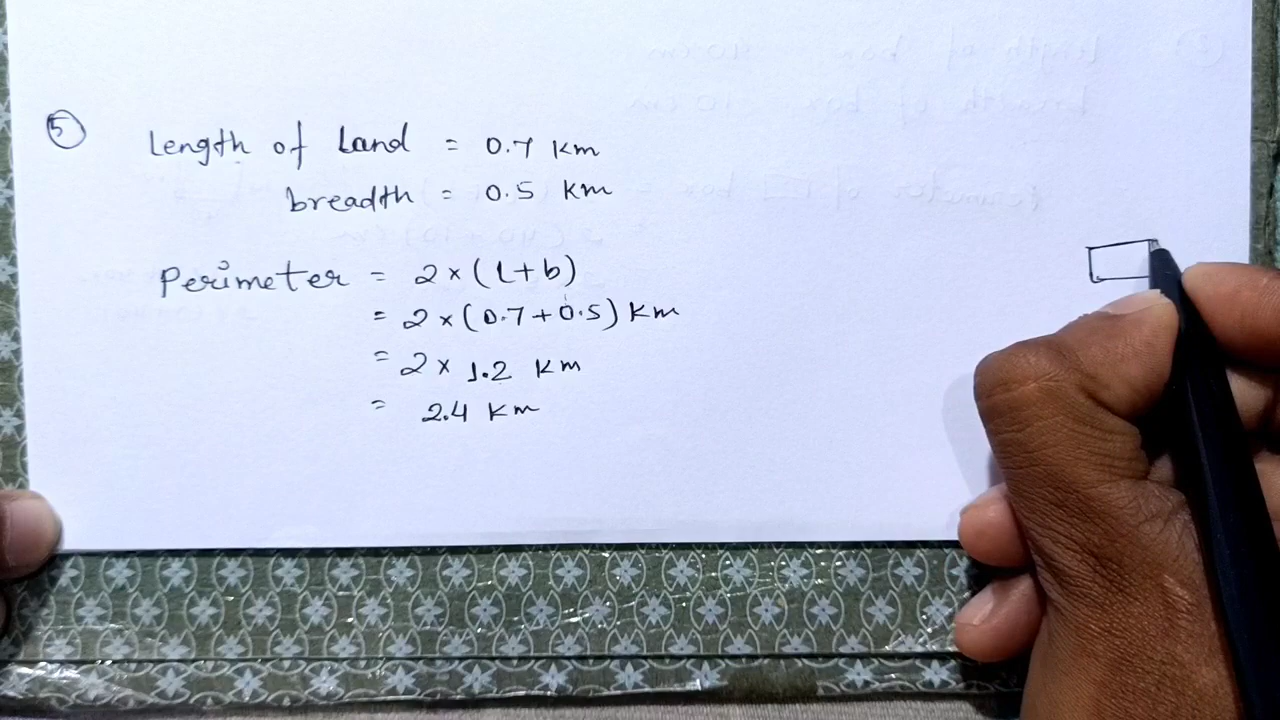 5
Length of Land = 0.7 Km
breadth = 0.5 Km
Perimeter = 2 × (l+b)
= 2 × (0.7+0.5) Km
= 2 × 1.2 Km
= 2.4 Km